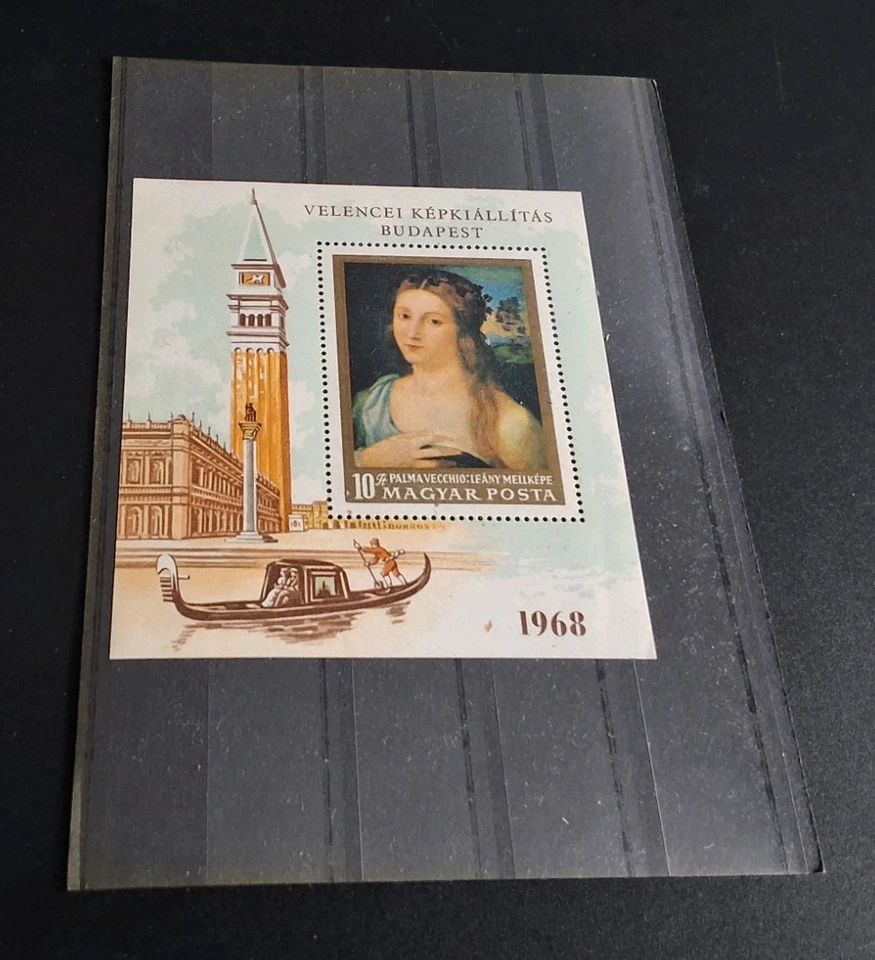 VELENCEI KÉPKIÁLLÍTÁS
BUDAPEST
10 Ft PALMA VECCHIO: LEÁNY MELLKÉPE
MAGYAR POSTA
1968